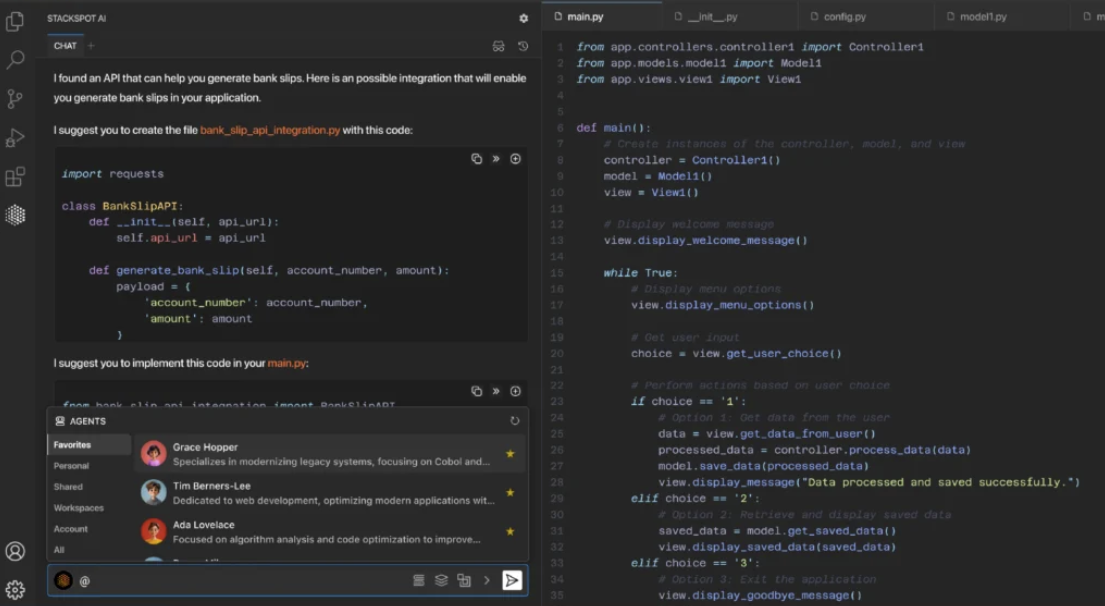 STACKSPOT AI
CHAT +
I found an API that can help you generate bank slips. Here is an possible integration that will enable
you generate bank slips in your application.
I suggest you to create the file bank_slip_api_integration.py with this code:
import requests
class BankSlipAPI:
def __init__(self, api_url):
self.api_url = api_url
def generate_bank_slip(self, account_number, amount):
payload = {
'account_number': account_number,
'amount': amount
}
I suggest you to implement this code in your main.py:
from bank_slip_api_integration import BankSlipAPI
AGENTS
Favorites
Personal
Shared
Workspaces
Account
All
Grace Hopper
Specializes in modernizing legacy systems, focusing on Cobol and...
Tim Berners-Lee
Dedicated to web development, optimizing modern applications wit...
Ada Lovelace
Focused on algorithm analysis and code optimization to improve...
@
main.py
__init__.py
config.py
model1.py
m
1 from app.controllers.controller1 import Controller1
2 from app.models.model1 import Model1
3 from app.views.view1 import View1
4
5
6 def main():
7 # Create instances of the controller, model, and view
8 controller = Controller1()
9 model = Model1()
10 view = View1()
11
12 # Display welcome message
13 view.display_welcome_message()
14
15 while True:
16 # Display menu options
17 view.display_menu_options()
18
19 # Get user input
20 choice = view.get_user_choice()
21
22 # Perform actions based on user choice
23 if choice == '1':
24 # Option 1: Get data from the user
25 data = view.get_data_from_user()
26 processed_data = controller.process_data(data)
27 model.save_data(processed_data)
28 view.display_message("Data processed and saved successfully.")
29 elif choice == '2':
30 # Option 2: Retrieve and display saved data
31 saved_data = model.get_saved_data()
32 view.display_saved_data(saved_data)
33 elif choice == '3':
34 # Option 3: Exit the application
35 view.display_goodbye_message()